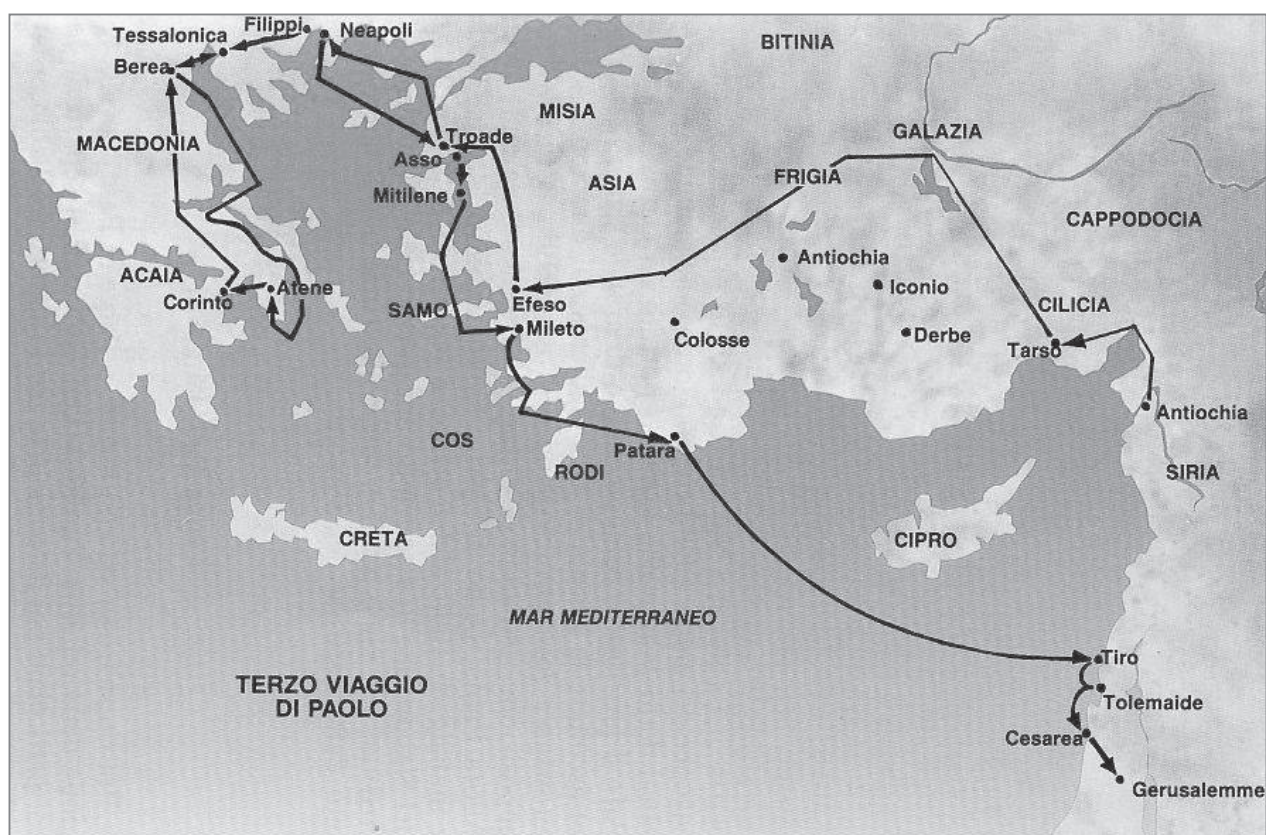 Filippi
Neapoli
Tessalonica
Berea
BITINIA
MISIA
MACEDONIA
Troade
GALAZIA
Asso
ASIA
FRIGIA
Mitilene
CAPPODOCIA
Antiochia
ACAIA
Atene
Iconio
Corinto
SAMO
Efeso
CILICIA
Mileto
Colosse
Derbe
Tarso
Antiochia
COS
Patara
RODI
SIRIA
CRETA
CIPRO
MAR MEDITERRANEO
Tiro
TERZO VIAGGIO
DI PAOLO
Tolemaide
Cesarea
Gerusalemme